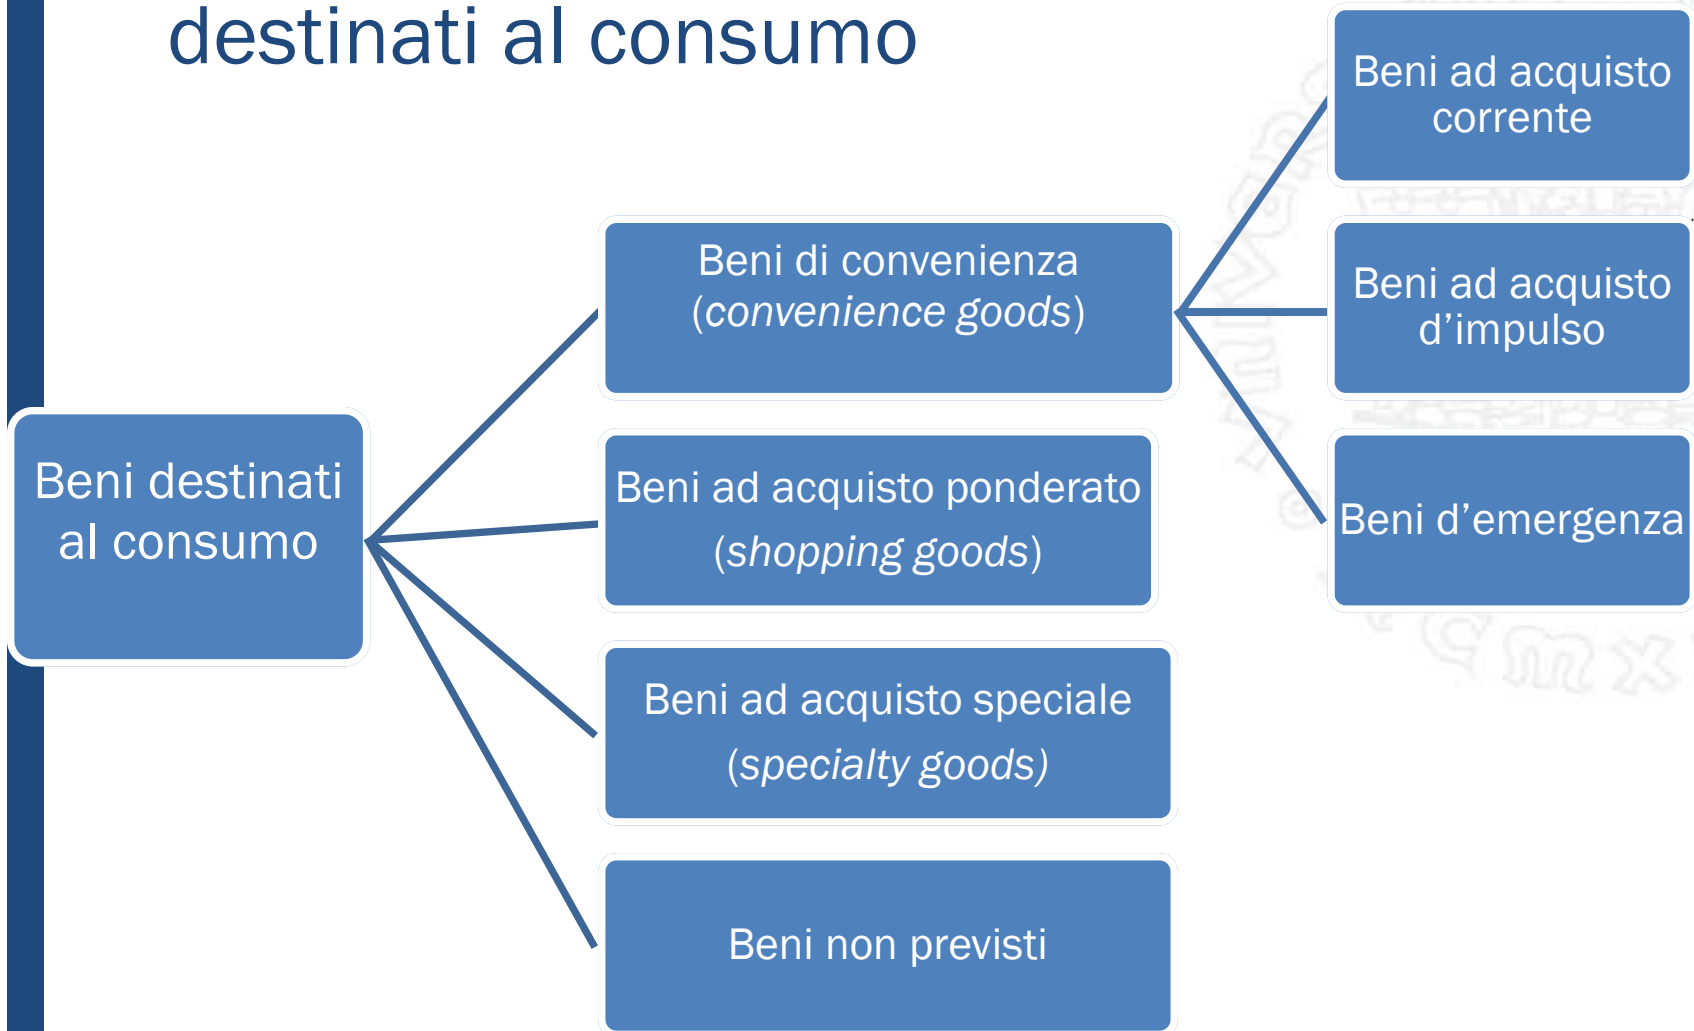 destinati al consumo
Beni destinati
al consumo
Beni di convenienza
(convenience goods)
Beni ad acquisto ponderato
(shopping goods)
Beni ad acquisto speciale
(specialty goods)
Beni non previsti
Beni ad acquisto
corrente
Beni ad acquisto
d’impulso
Beni d’emergenza